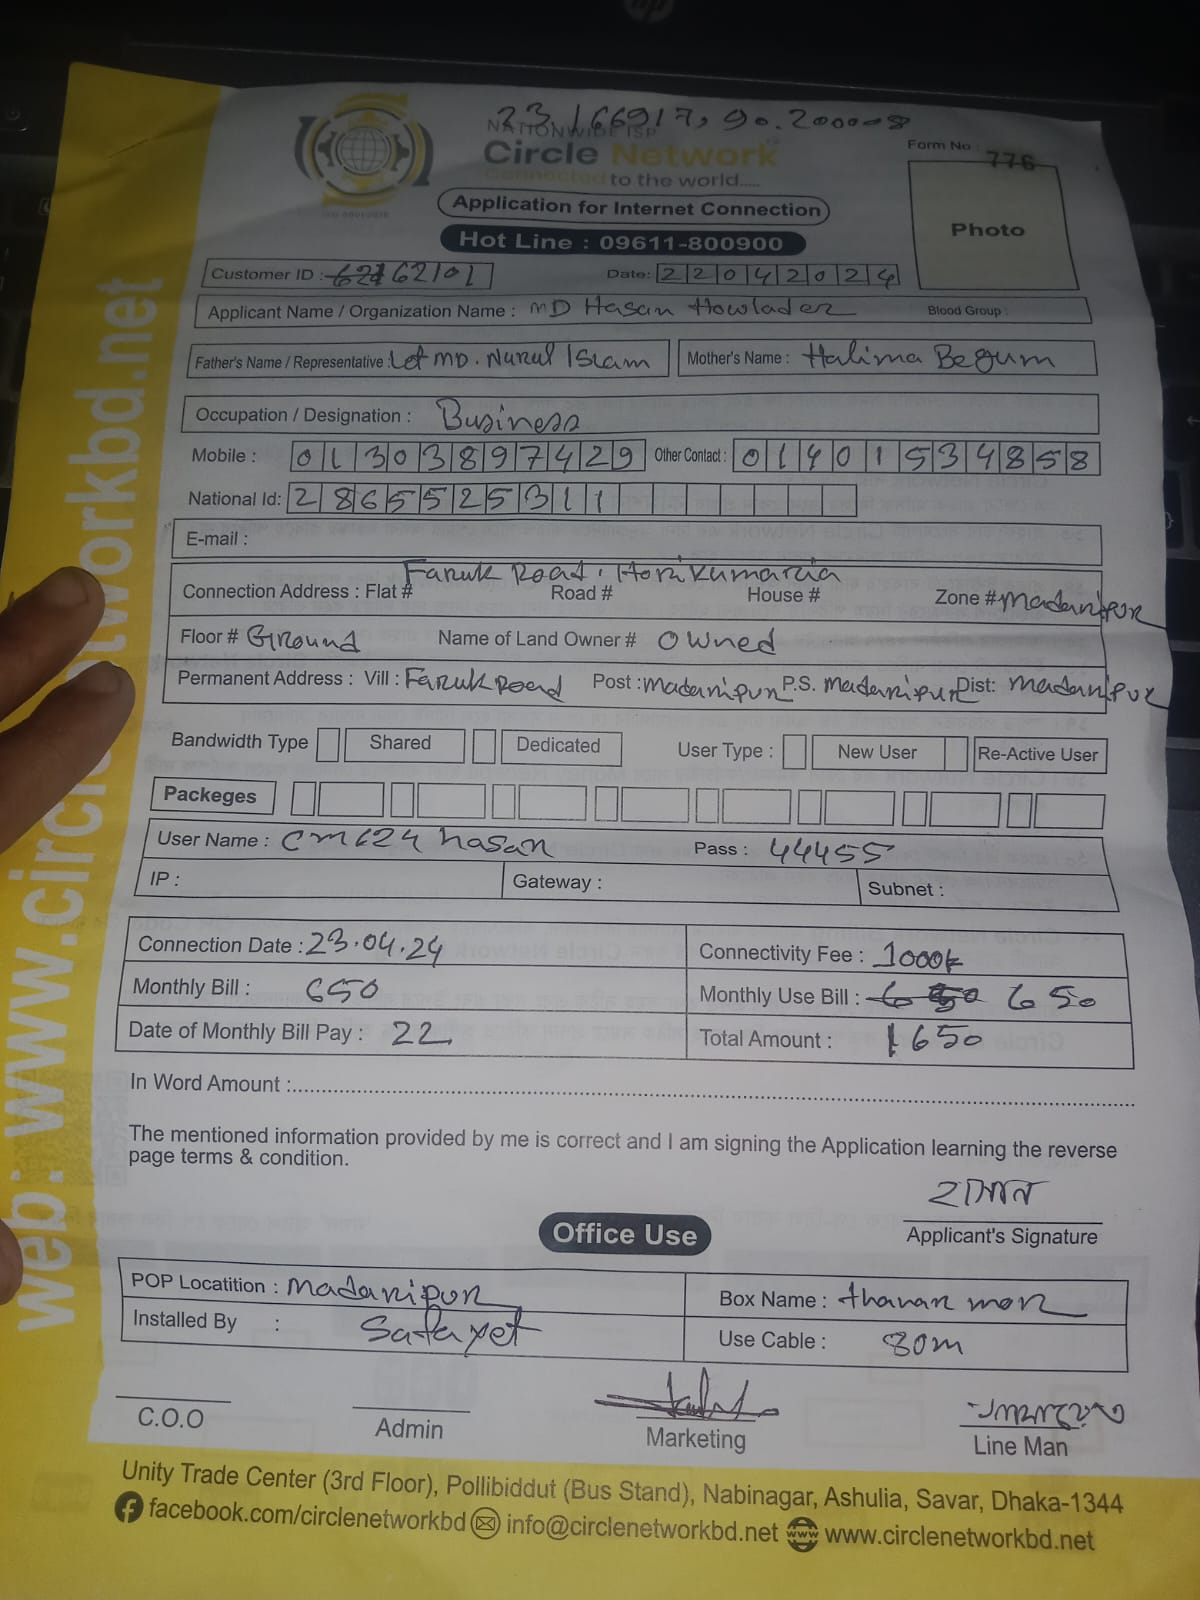 23.166917, 90.200008
NATIONWIDE ISP
Circle Network
Connected to the world.....
Form No : 776
Application for Internet Connection
Photo
Hot Line : 09611-800900
Customer ID : 62162101
Date: 22042024
Applicant Name / Organization Name : MD Hasan Howlader Blood Group :
Father's Name / Representative : Let MD. Nurul Islam Mother's Name : Halima Begum
Occupation / Designation : Business
Mobile : 01303897429 Other Contact : 01401534858
National Id: 2865525311
E-mail :
Faruk Road, Horikumaria
Connection Address : Flat # Road # House # Zone # Madaripur
Floor # Ground Name of Land Owner # Owned
Permanent Address : Vill : Faruk Road Post : Madaripur P.S. Madaripur Dist: Madaripur
Bandwidth Type Shared Dedicated User Type : New User Re-Active User
Packeges
User Name : cm624hasan Pass : 44455
IP : Gateway : Subnet :
Connection Date : 23.04.24 Connectivity Fee : 1000
Monthly Bill : 650 Monthly Use Bill : 650
Date of Monthly Bill Pay : 22 Total Amount : 1650
In Word Amount :
The mentioned information provided by me is correct and I am signing the Application learning the reverse
page terms & condition.
হাসান
Applicant's Signature
Office Use
POP Locatition : Madaripur Box Name : thanar mor
Installed By : Safayet Use Cable : 80m
C.O.O Admin Marketing Line Man
Unity Trade Center (3rd Floor), Pollibiddut (Bus Stand), Nabinagar, Ashulia, Savar, Dhaka-1344
facebook.com/circlenetworkbd info@circlenetworkbd.net www.circlenetworkbd.net
web: www.circlenetworkbd.net